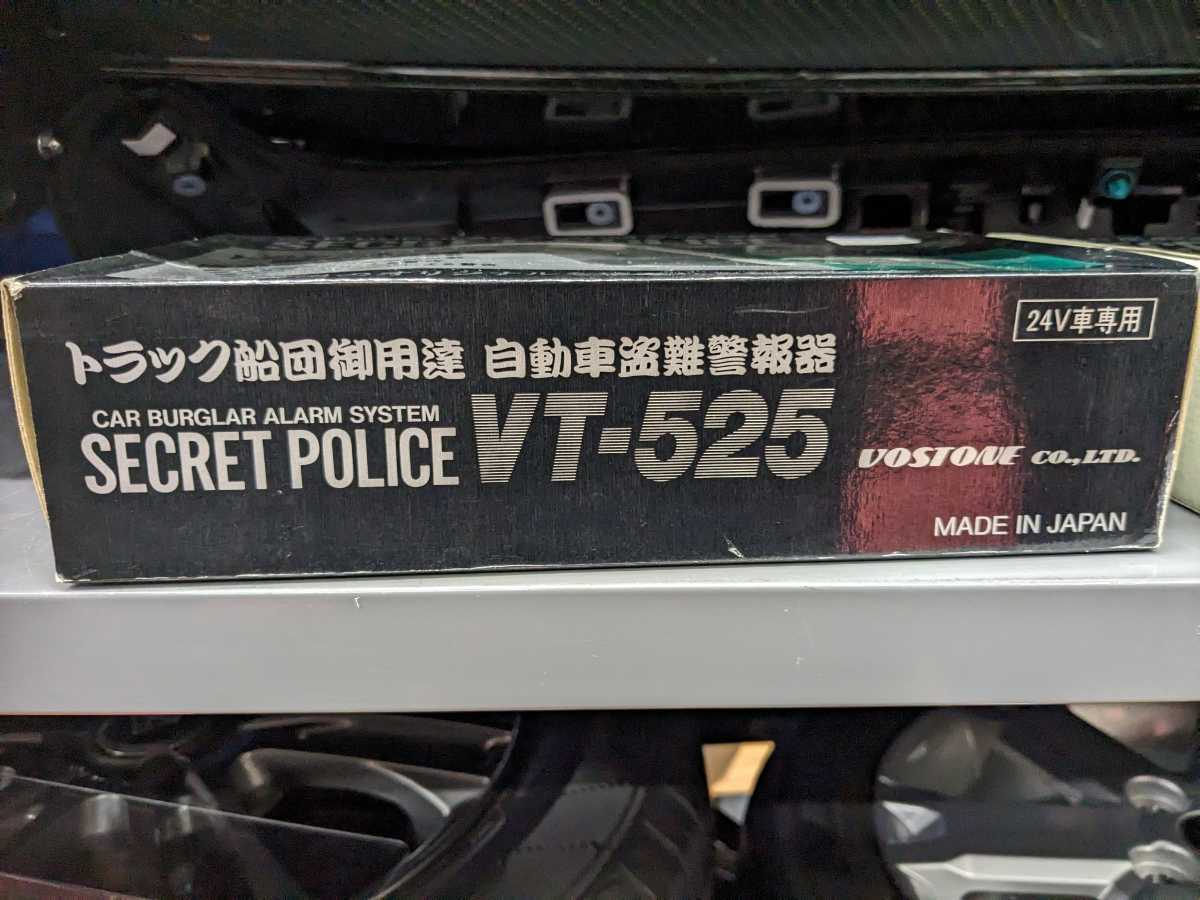 トラック船団御用達 自動車盗難警報器
24V車専用
CAR BURGLAR ALARM SYSTEM
SECRET POLICE VT-525
VOSTONE CO.,LTD.
MADE IN JAPAN